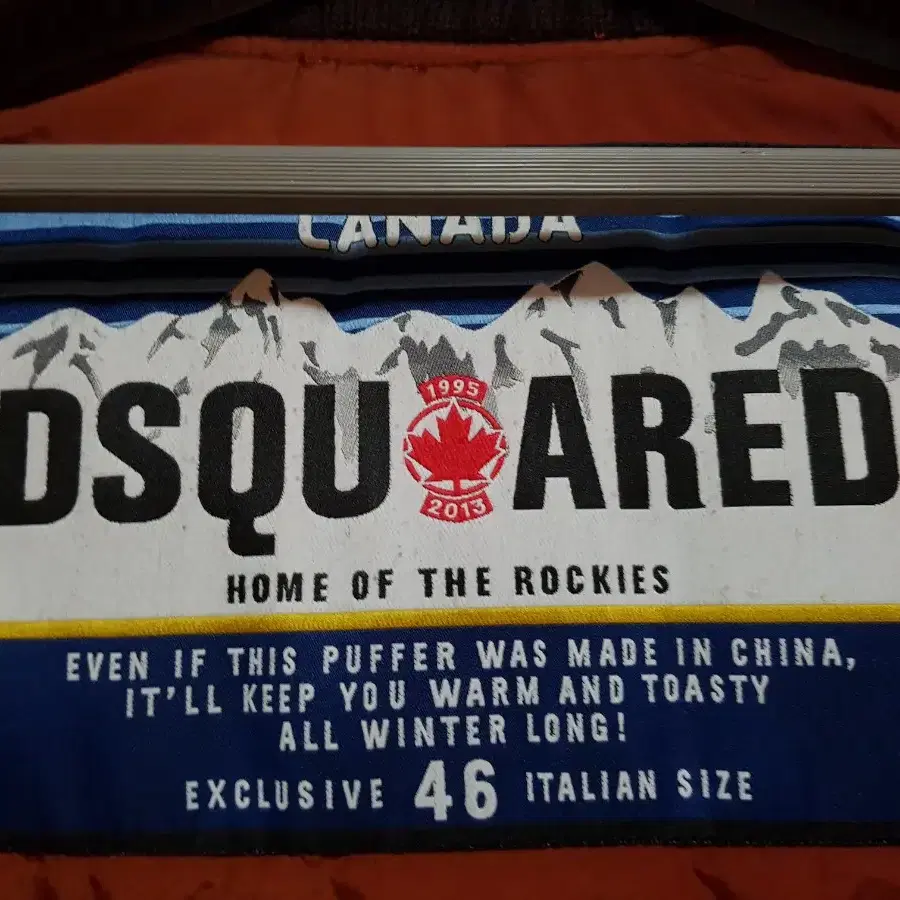 CANADA
1995
DSQU ARED
2013
HOME OF THE ROCKIES
EVEN IF THIS PUFFER WAS MADE IN CHINA,
IT'LL KEEP YOU WARM AND TOASTY
ALL WINTER LONG!
EXCLUSIVE 46 ITALIAN SIZE